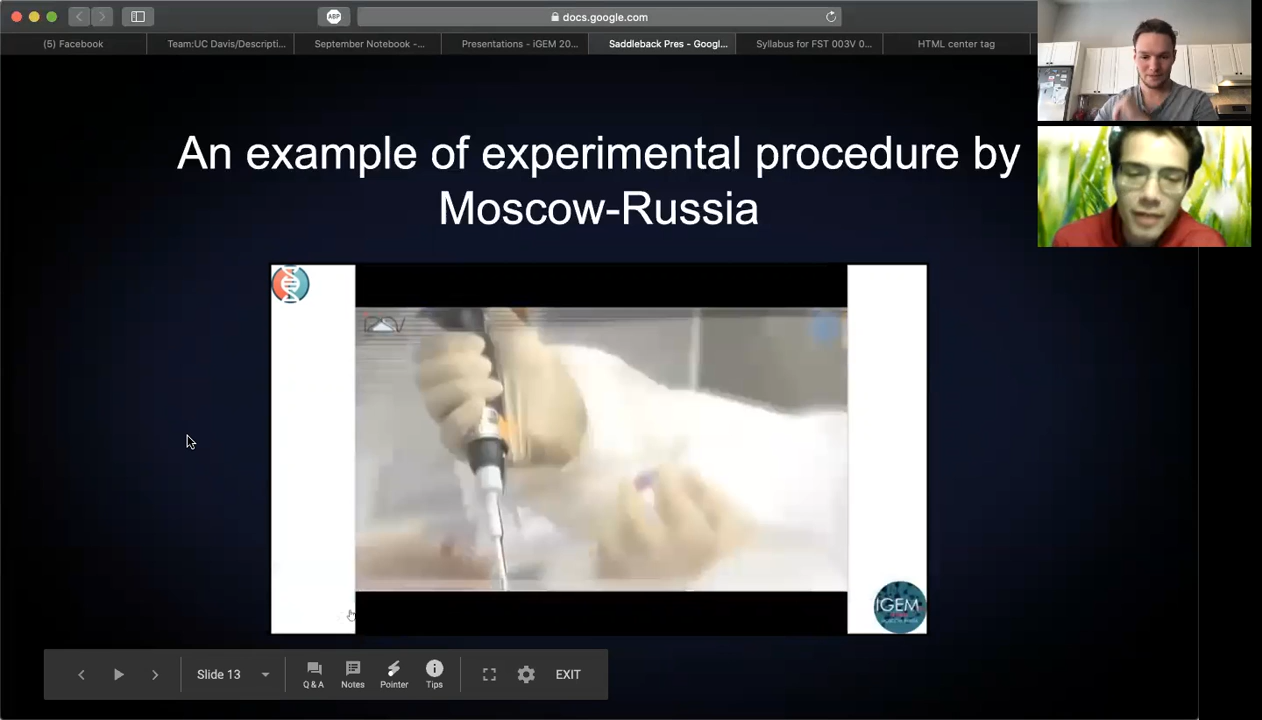 ABP
docs.google.com
(5) Facebook
Team:UC Davis/Descripti...
September Notebook -...
Presentations - iGEM 20...
Saddleback Pres - Googl...
Syllabus for FST 003V 0...
HTML center tag
An example of experimental procedure by
Moscow-Russia
IGEM
Slide 13
Q & A
Notes
Pointer
Tips
EXIT